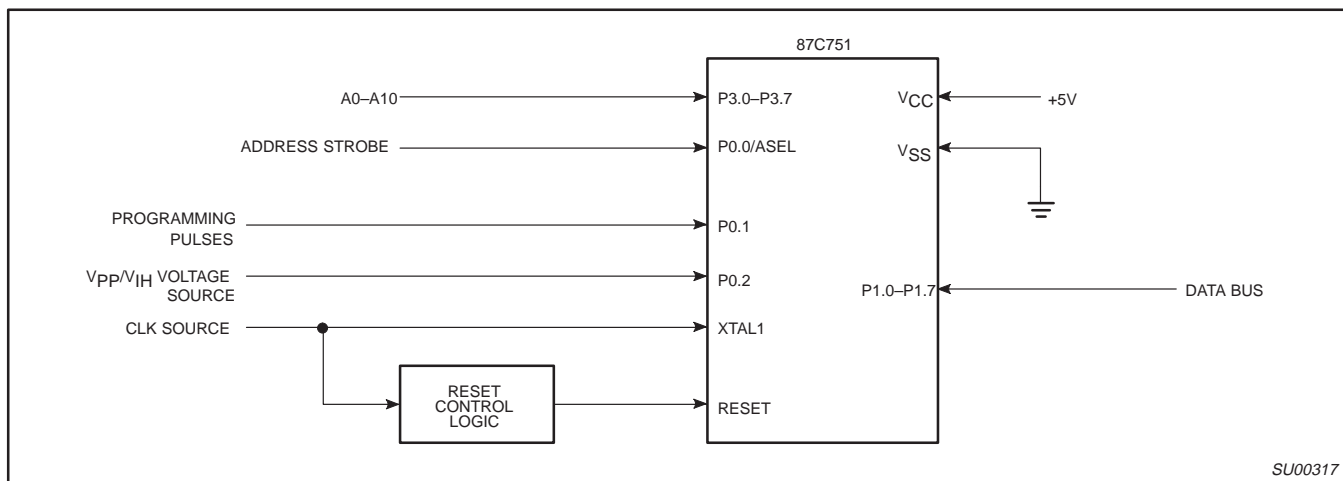 87C751
A0–A10
P3.0–P3.7
VCC
+5V
ADDRESS STROBE
P0.0/ASEL
VSS
PROGRAMMING
PULSES
P0.1
VPP/VIH VOLTAGE
SOURCE
P0.2
P1.0–P1.7
DATA BUS
CLK SOURCE
XTAL1
RESET
CONTROL
LOGIC
RESET
SU00317